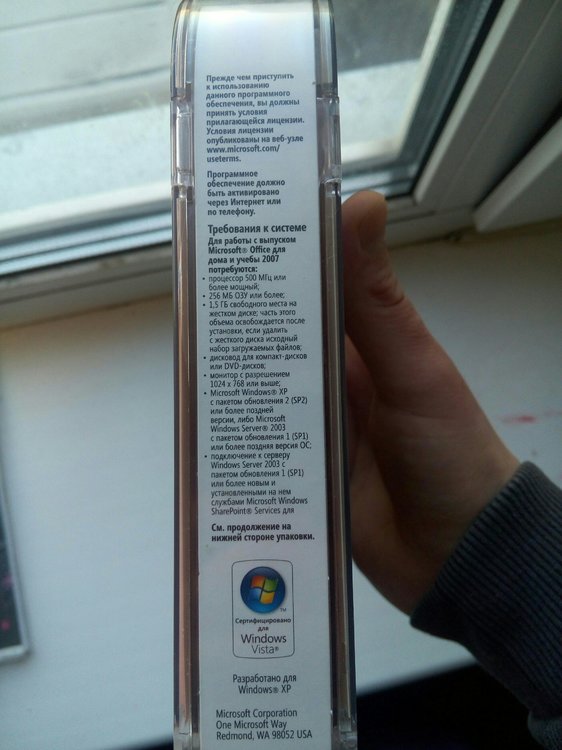 Прежде чем приступить
к использованию
данного программного
обеспечения, вы должны
принять условия
прилагающейся лицензии.
Условия лицензии
опубликованы на веб-узле
www.microsoft.com/
useterms.
Программное
обеспечение должно
быть активировано
через Интернет или
по телефону.
Требования к системе
Для работы с выпуском
Microsoft® Office для
дома и учебы 2007
потребуются:
• процессор 500 МГц или
более мощный;
• 256 МБ ОЗУ или более;
• 1,5 ГБ свободного места на
жестком диске; часть этого
объема освобождается после
установки, если удалить
с жесткого диска исходный
набор загружаемых файлов;
• дисковод для компакт-дисков
или DVD-дисков;
• монитор с разрешением
1024 x 768 или выше;
• Microsoft Windows® XP
с пакетом обновления 2 (SP2)
или более поздней
версии, либо Microsoft
Windows Server® 2003
с пакетом обновления 1 (SP1)
или более поздняя версия ОС;
• подключение к серверу
Windows Server 2003 с
пакетом обновления 1 (SP1)
или более новым и
установленными на нем
службами Microsoft Windows
SharePoint® Services для
См. продолжение на
нижней стороне упаковки.
TM
Сертифицировано
для
Windows
Vista®
Разработано для
Windows® XP
Microsoft Corporation
One Microsoft Way
Redmond, WA 98052 USA